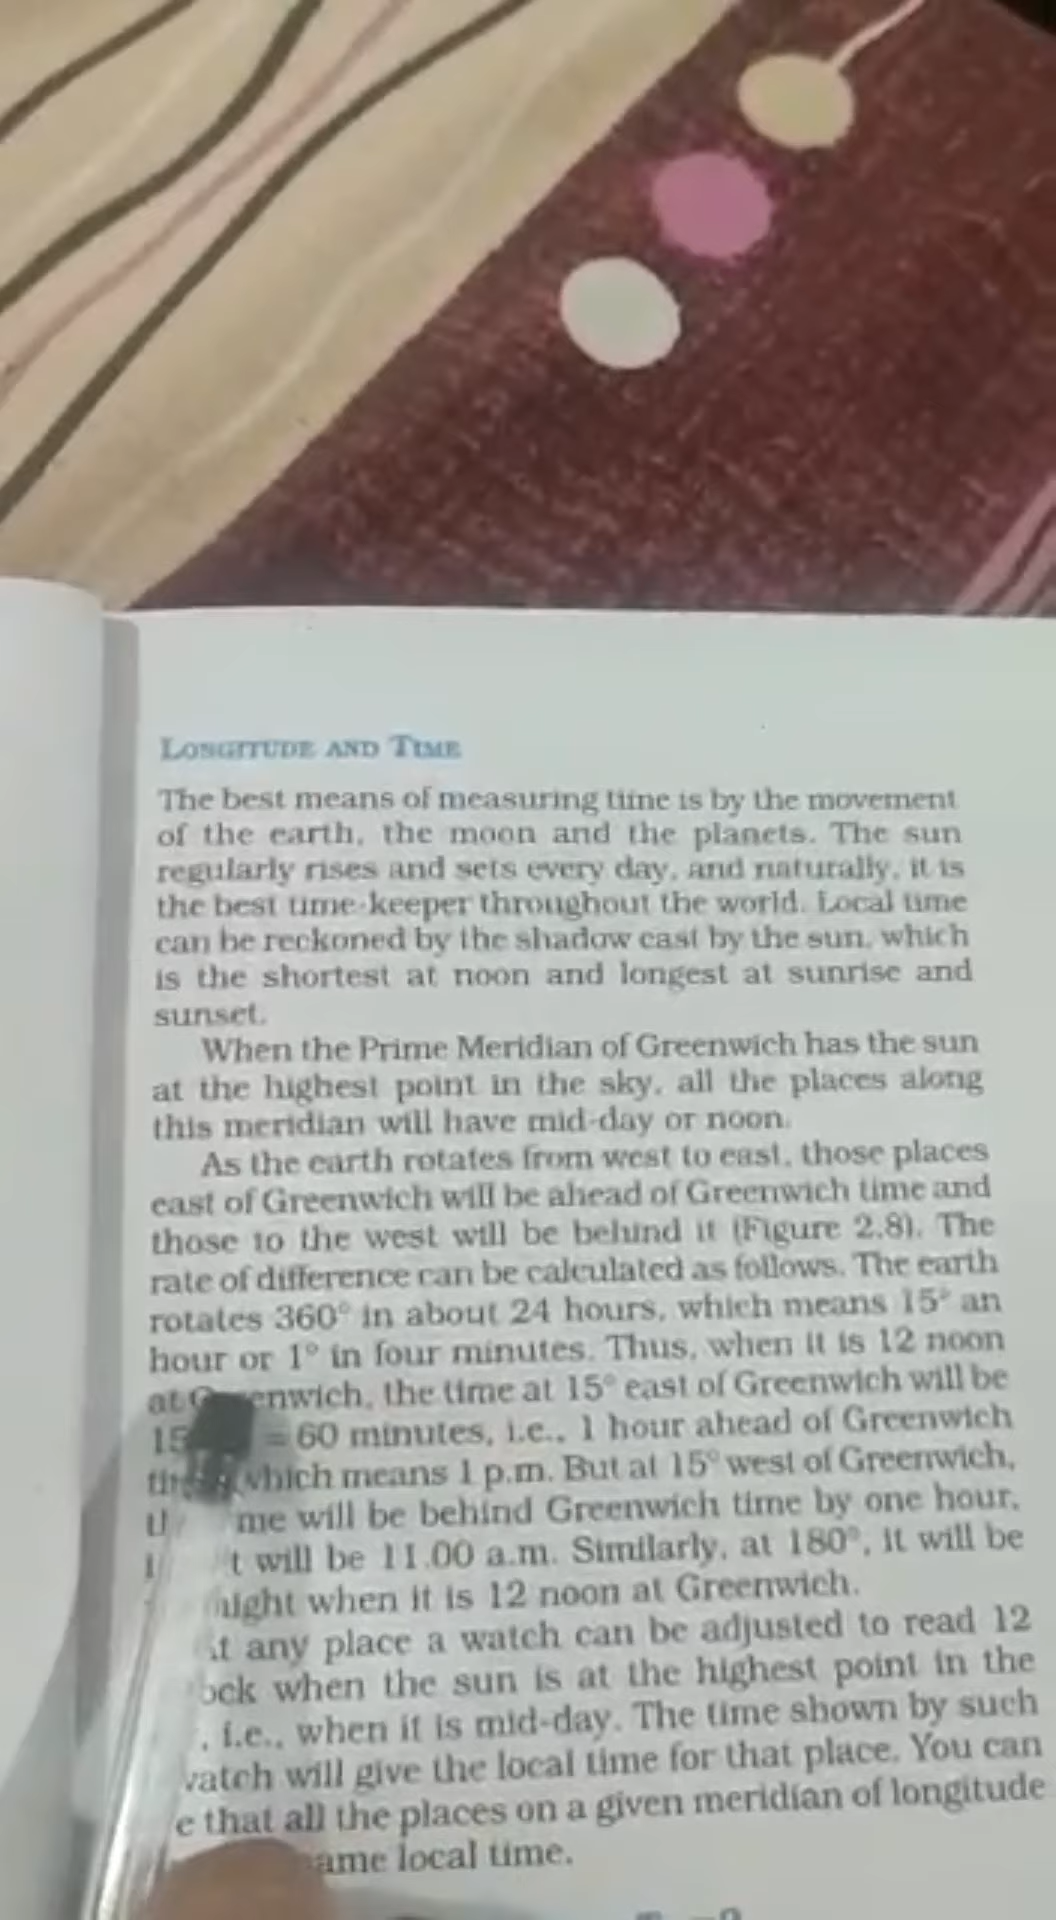 LONGITUDE AND TIME
The best means of measuring time is by the movement
of the earth, the moon and the planets. The sun
regularly rises and sets every day, and naturally, it is
the best time-keeper throughout the world. Local time
can be reckoned by the shadow cast by the sun, which
is the shortest at noon and longest at sunrise and
sunset.
When the Prime Meridian of Greenwich has the sun
at the highest point in the sky, all the places along
this meridian will have mid-day or noon.
As the earth rotates from west to east, those places
east of Greenwich will be ahead of Greenwich time and
those to the west will be behind it (Figure 2.8). The
rate of difference can be calculated as follows. The earth
rotates 360° in about 24 hours, which means 15° an
hour or 1° in four minutes. Thus, when it is 12 noon
at enwich, the time at 15° east of Greenwich will be
15 = 60 minutes, i.e., 1 hour ahead of Greenwich
which means 1 p.m. But at 15° west of Greenwich,
me will be behind Greenwich time by one hour,
t will be 11.00 a.m. Similarly, at 180°, it will be
night when it is 12 noon at Greenwich.
t any place a watch can be adjusted to read 12
ock when the sun is at the highest point in the
, i.e., when it is mid-day. The time shown by such
watch will give the local time for that place. You can
e that all the places on a given meridian of longitude
ame local time.